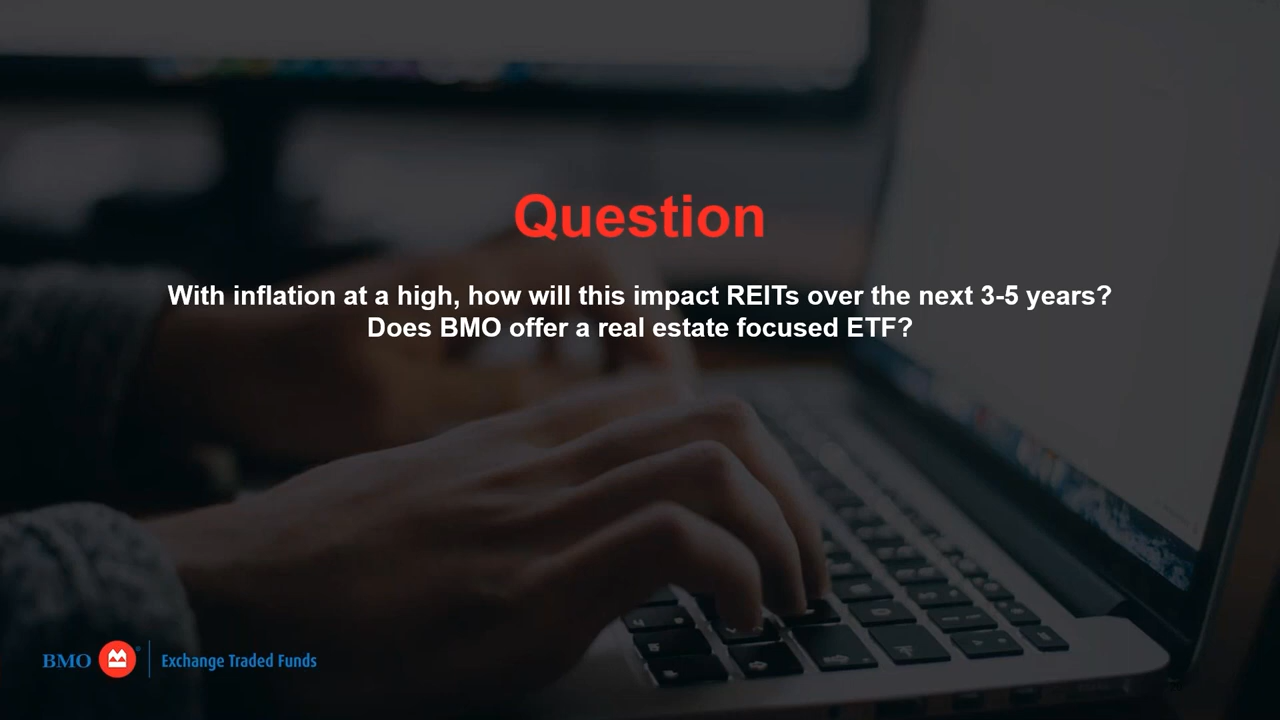 Question
With inflation at a high, how will this impact REITs over the next 3-5 years?
Does BMO offer a real estate focused ETF?
BMO Exchange Traded Funds